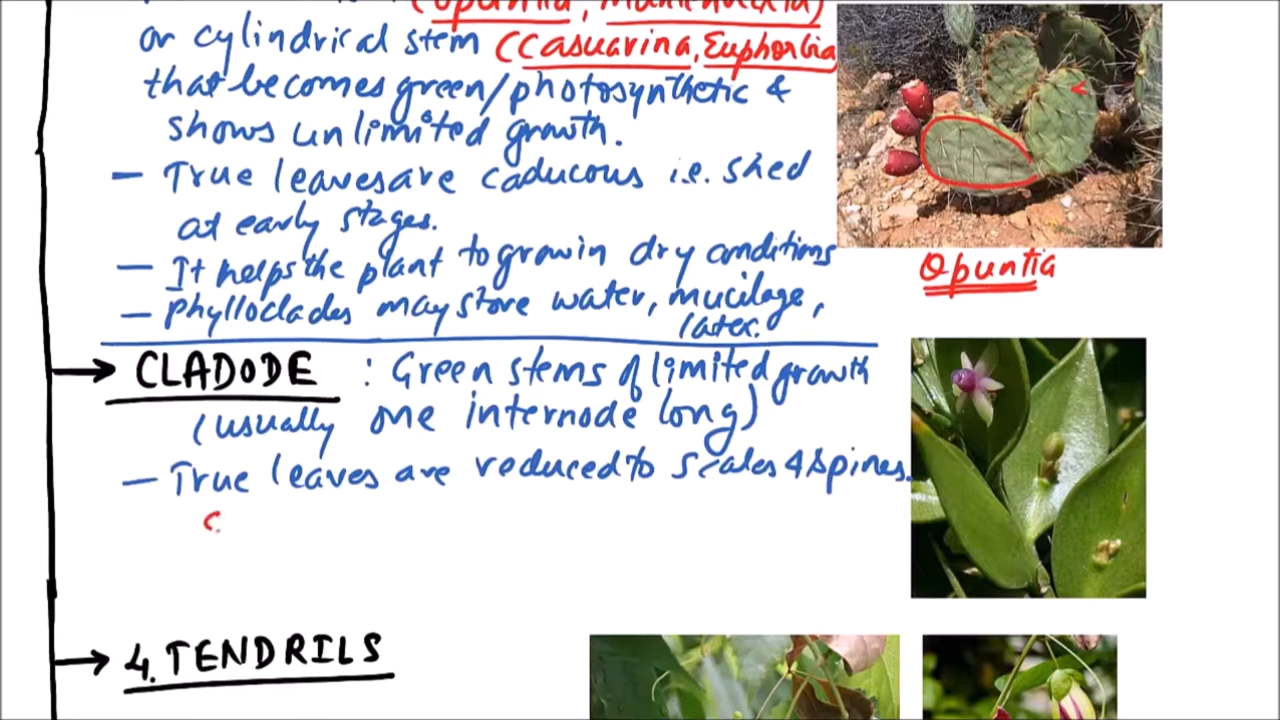 (Opuntia, Muhlenbeckia)
or cylindrical stem (Casuarina, Euphorbia
that becomes green/photosynthetic &
shows unlimited growth.
— True leaves are caducous i.e. shed
at early stages.
— It helps the plant to grow in dry conditions
— Phylloclades may store water, mucilage,
latex.
Opuntia
→ CLADODE : Green stems of limited growth
(usually one internode long)
— True leaves are reduced to scales & spines.
→ 4. TENDRILS